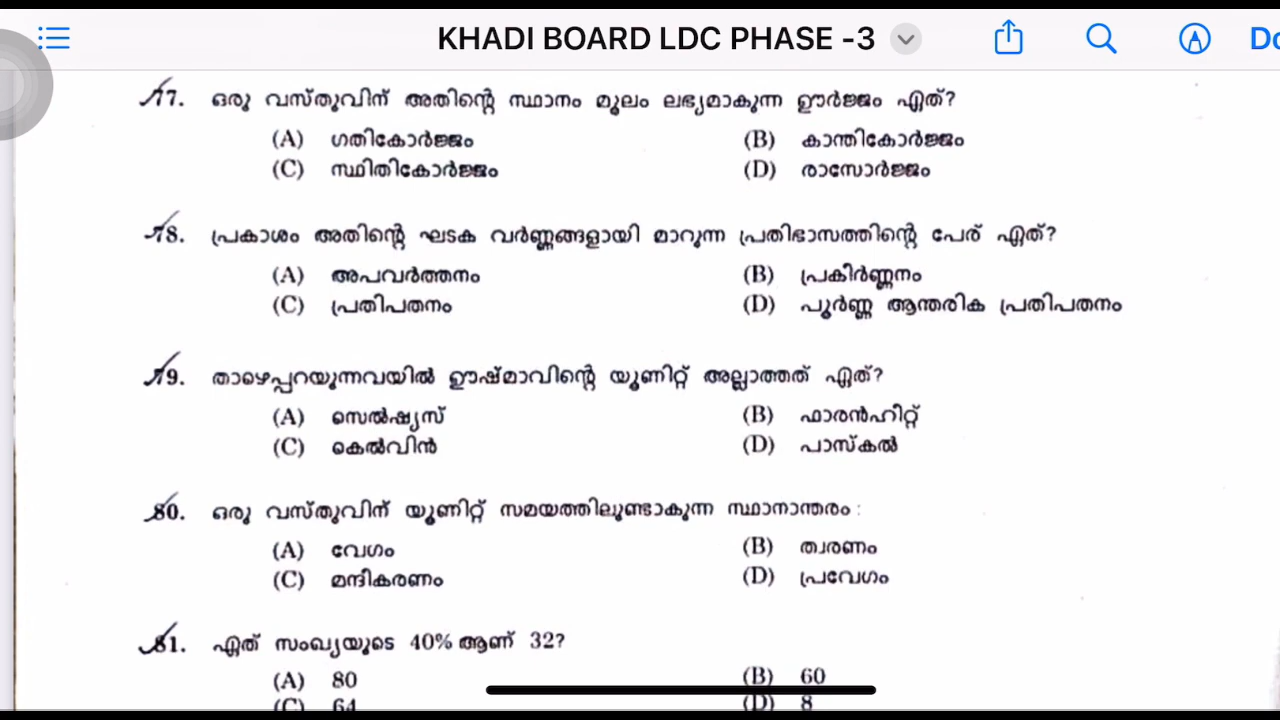 KHADI BOARD LDC PHASE -3
77. ഒരു വസ്തുവിന് അതിന്റെ സ്ഥാനം മൂലം ലഭ്യമാകുന്ന ഊർജ്ജം ഏത്?
(A) ഗതികോർജ്ജം (B) കാന്തികോർജ്ജം
(C) സ്ഥിതികോർജ്ജം (D) രാസോർജ്ജം
78. പ്രകാശം അതിന്റെ ഘടക വർണ്ണങ്ങളായി മാറുന്ന പ്രതിഭാസത്തിന്റെ പേര് ഏത്?
(A) അപവർത്തനം (B) പ്രകീർണ്ണനം
(C) പ്രതിപതനം (D) പൂർണ്ണ ആന്തരിക പ്രതിപതനം
79. താഴെപ്പറയുന്നവയിൽ ഊഷ്മാവിന്റെ യൂണിറ്റ് അല്ലാത്തത് ഏത്?
(A) സെൽഷ്യസ് (B) ഫാരൻഹീറ്റ്
(C) കെൽവിൻ (D) പാസ്കൽ
80. ഒരു വസ്തുവിന് യൂണിറ്റ് സമയത്തിലുണ്ടാകുന്ന സ്ഥാനാന്തരം :
(A) വേഗം (B) ത്വരണം
(C) മന്ദീകരണം (D) പ്രവേഗം
81. ഏത് സംഖ്യയുടെ 40% ആണ് 32?
(A) 80 (B) 60
(C) 64 (D) 8